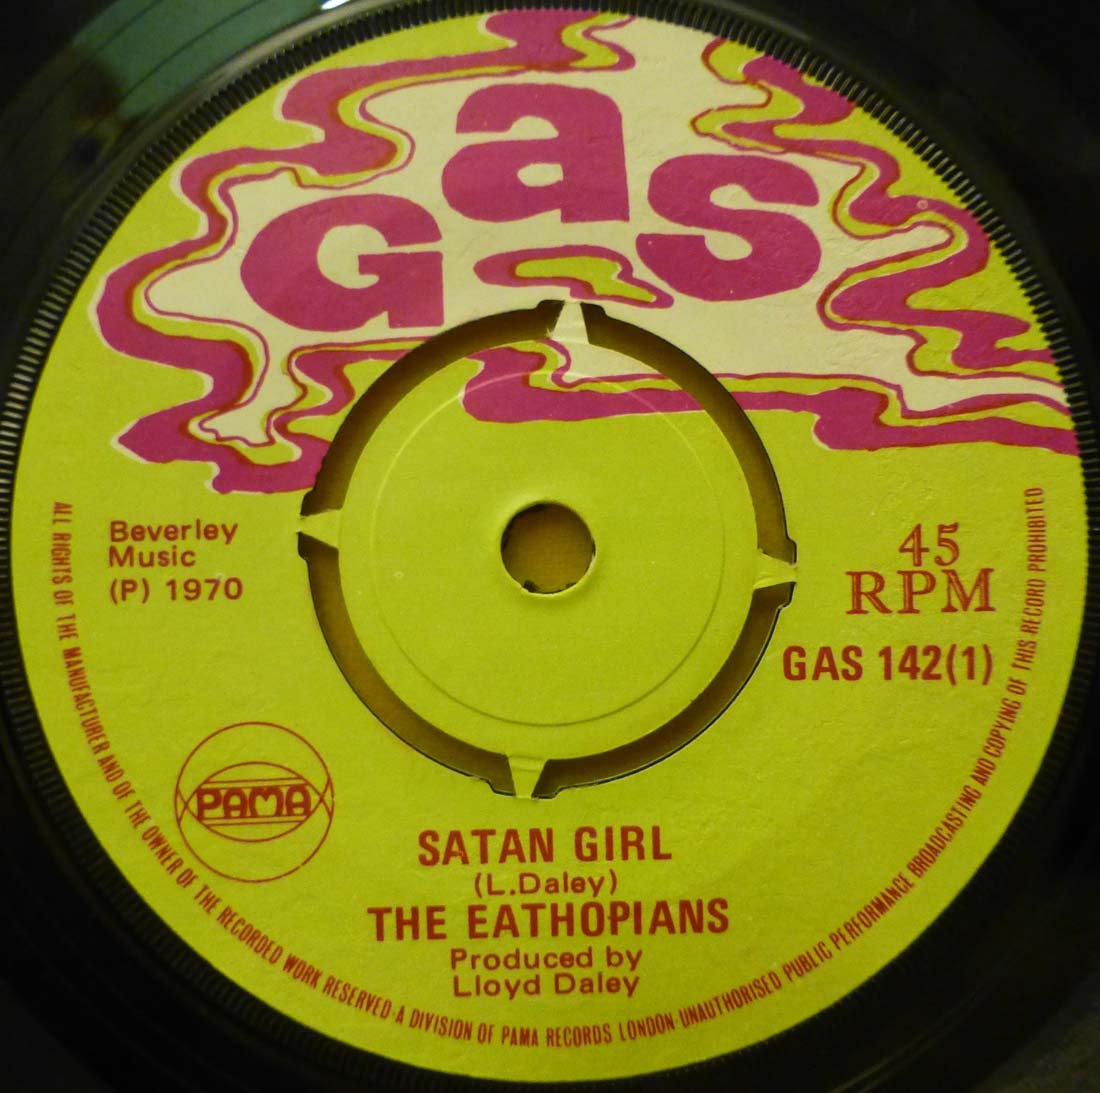 Gas
Beverley
Music
(P) 1970
45
RPM
GAS 142(1)
PAMA
SATAN GIRL
(L.Daley)
THE EATHOPIANS
Produced by
Lloyd Daley
ALL RIGHTS OF THE MANUFACTURER AND OF THE OWNER OF THE RECORDED WORK RESERVED·A DIVISION OF PAMA RECORDS LONDON·UNAUTHORISED PUBLIC PERFORMANCE BROADCASTING AND COPYING OF THIS RECORD PROHIBITED